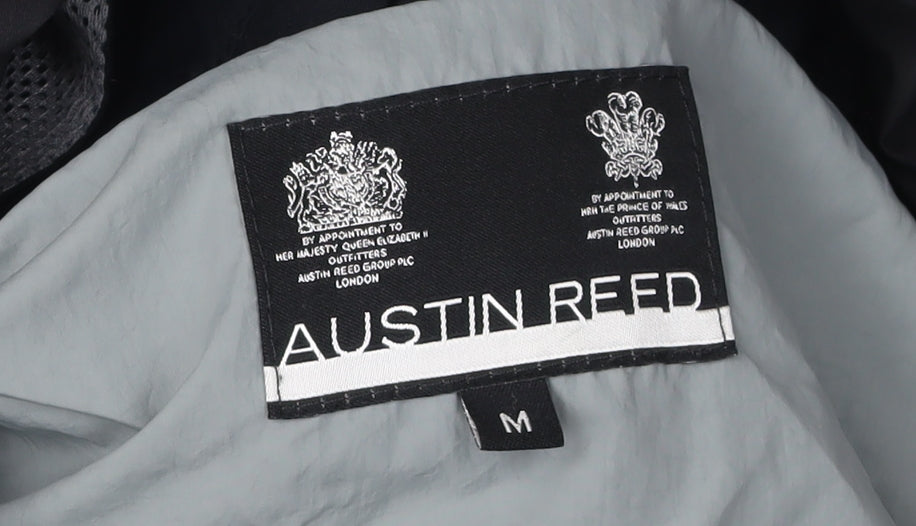 BY APPOINTMENT TO
HER MAJESTY QUEEN ELIZABETH II
OUTFITTERS
AUSTIN REED GROUP PLC
LONDON
BY APPOINTMENT TO
HRH THE PRINCE OF WALES
OUTFITTERS
AUSTIN REED GROUP PLC
LONDON
AUSTIN REED
M